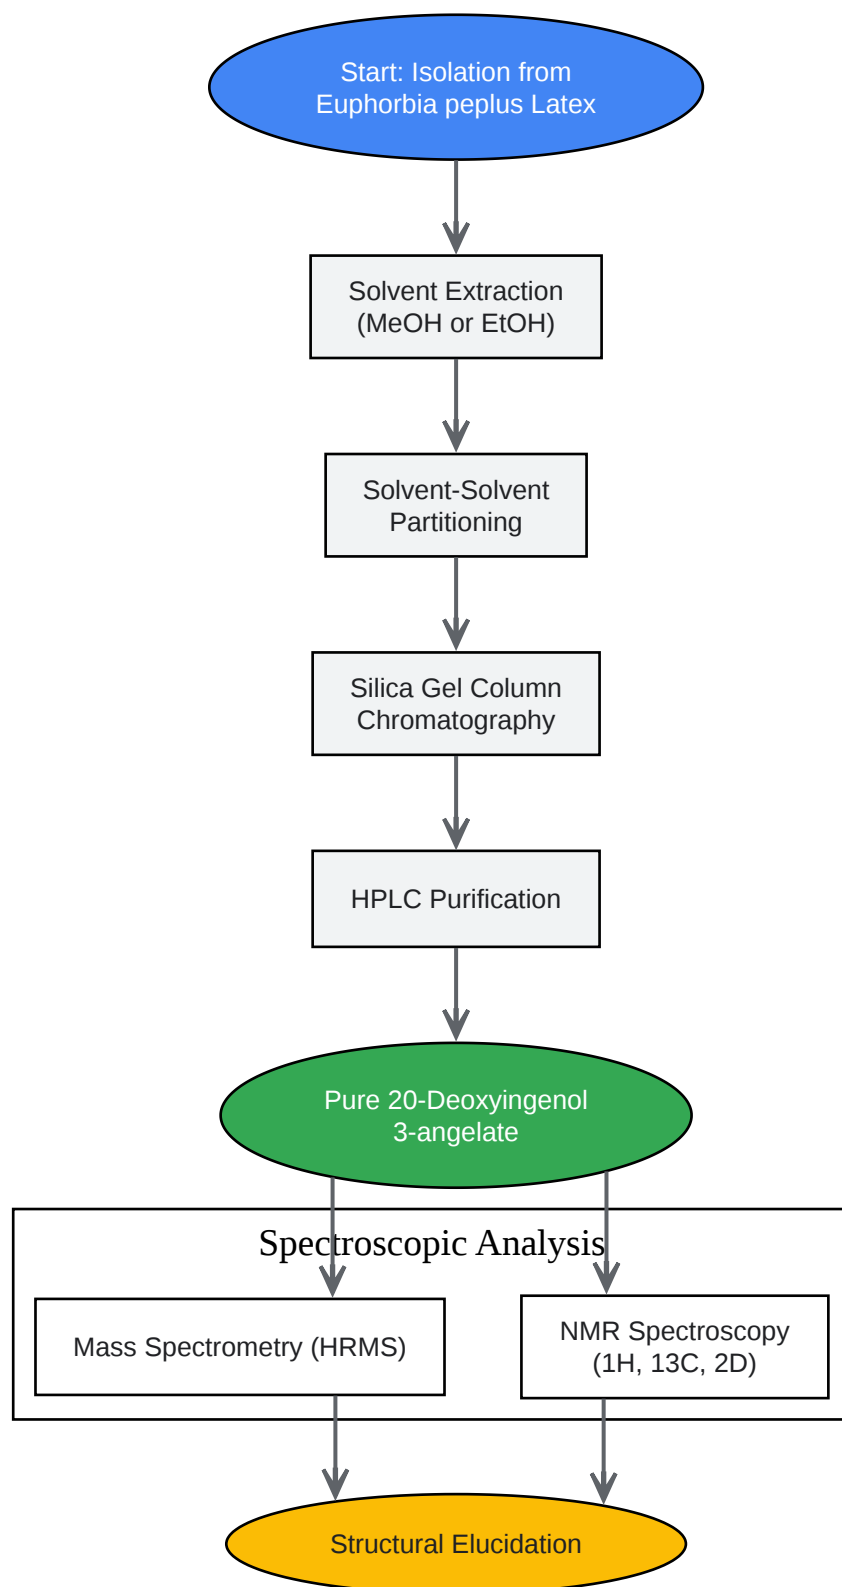 Start: Isolation from
Euphorbia peplus Latex
Solvent Extraction
(MeOH or EtOH)
Solvent-Solvent
Partitioning
Silica Gel Column
Chromatography
HPLC Purification
Pure 20-Deoxyingenol
3-angelate
Spectroscopic Analysis
Mass Spectrometry (HRMS)
NMR Spectroscopy
(1H, 13C, 2D)
Structural Elucidation